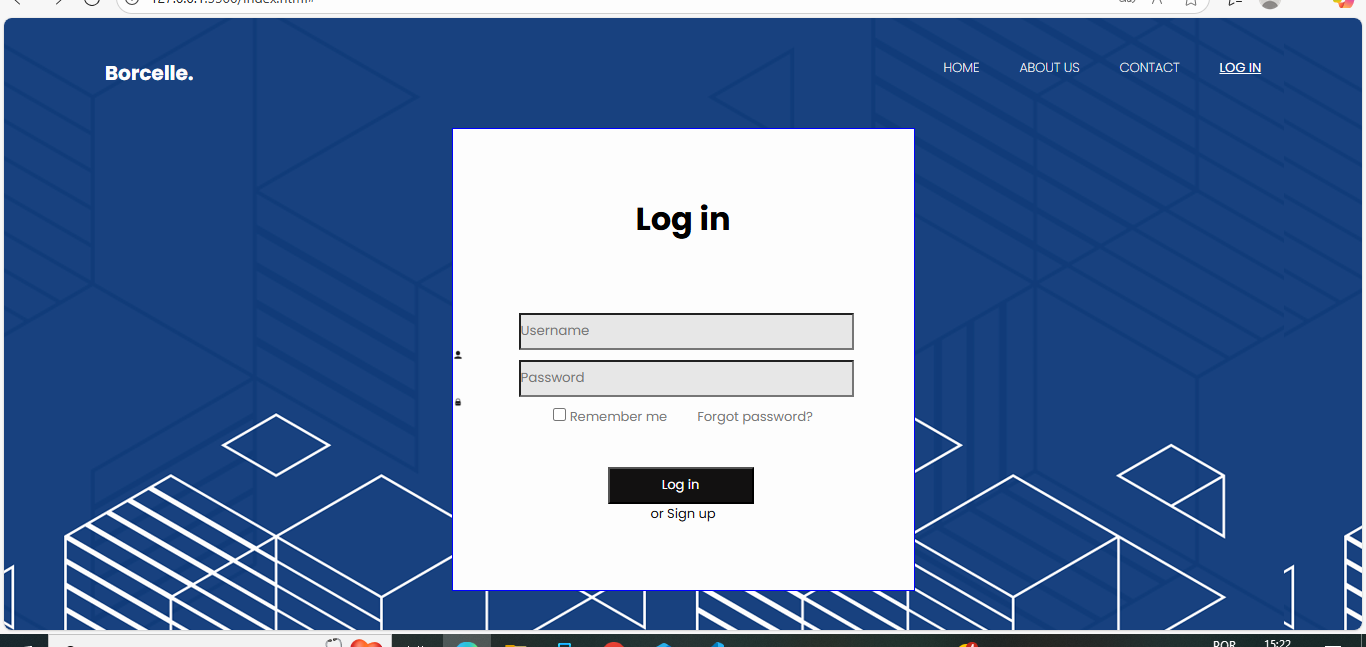 Borcelle.
HOME ABOUT US CONTACT LOG IN
Log in
Username
Password
Remember me Forgot password?
Log in
or Sign up
POR 15:22